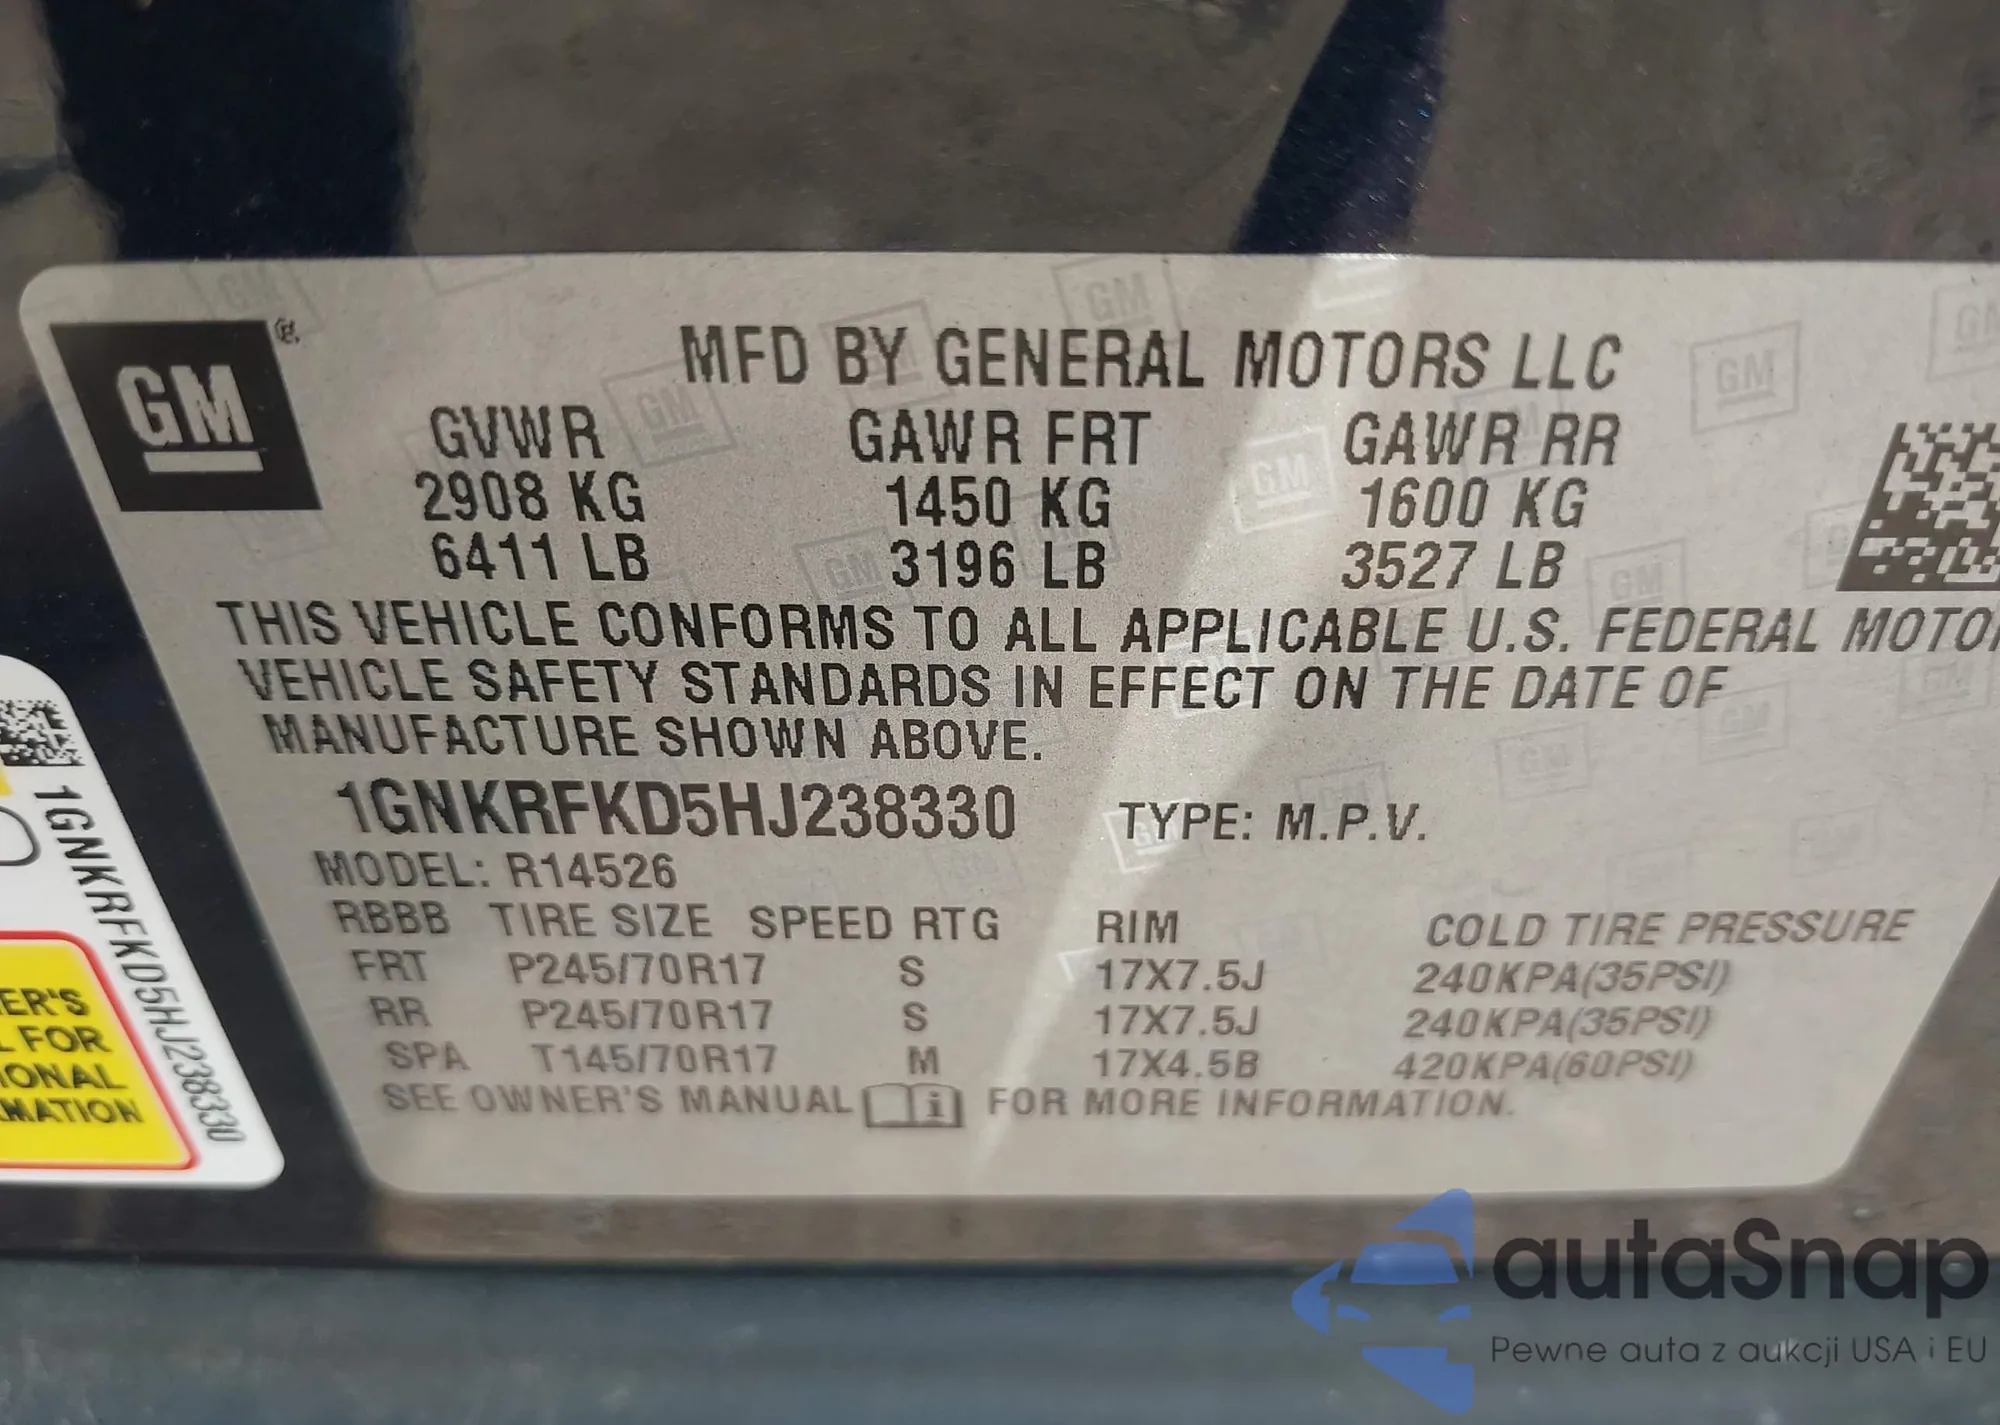 GM ®
MFD BY GENERAL MOTORS LLC
GVWR GAWR FRT GAWR RR
2908 KG 1450 KG 1600 KG
6411 LB 3196 LB 3527 LB
THIS VEHICLE CONFORMS TO ALL APPLICABLE U.S. FEDERAL MOTOR
VEHICLE SAFETY STANDARDS IN EFFECT ON THE DATE OF
MANUFACTURE SHOWN ABOVE.
1GNKRFKD5HJ238330 TYPE: M.P.V.
MODEL: R14526
RBBB TIRE SIZE SPEED RTG RIM COLD TIRE PRESSURE
FRT P245/70R17 S 17X7.5J 240KPA(35PSI)
RR P245/70R17 S 17X7.5J 240KPA(35PSI)
SPA T145/70R17 M 17X4.5B 420KPA(60PSI)
SEE OWNER'S MANUAL i FOR MORE INFORMATION.
1GNKRFKD5HJ238330
ER'S
L FOR
IONAL
MATION
autaSnap
Pewne auta z aukcji USA i EU